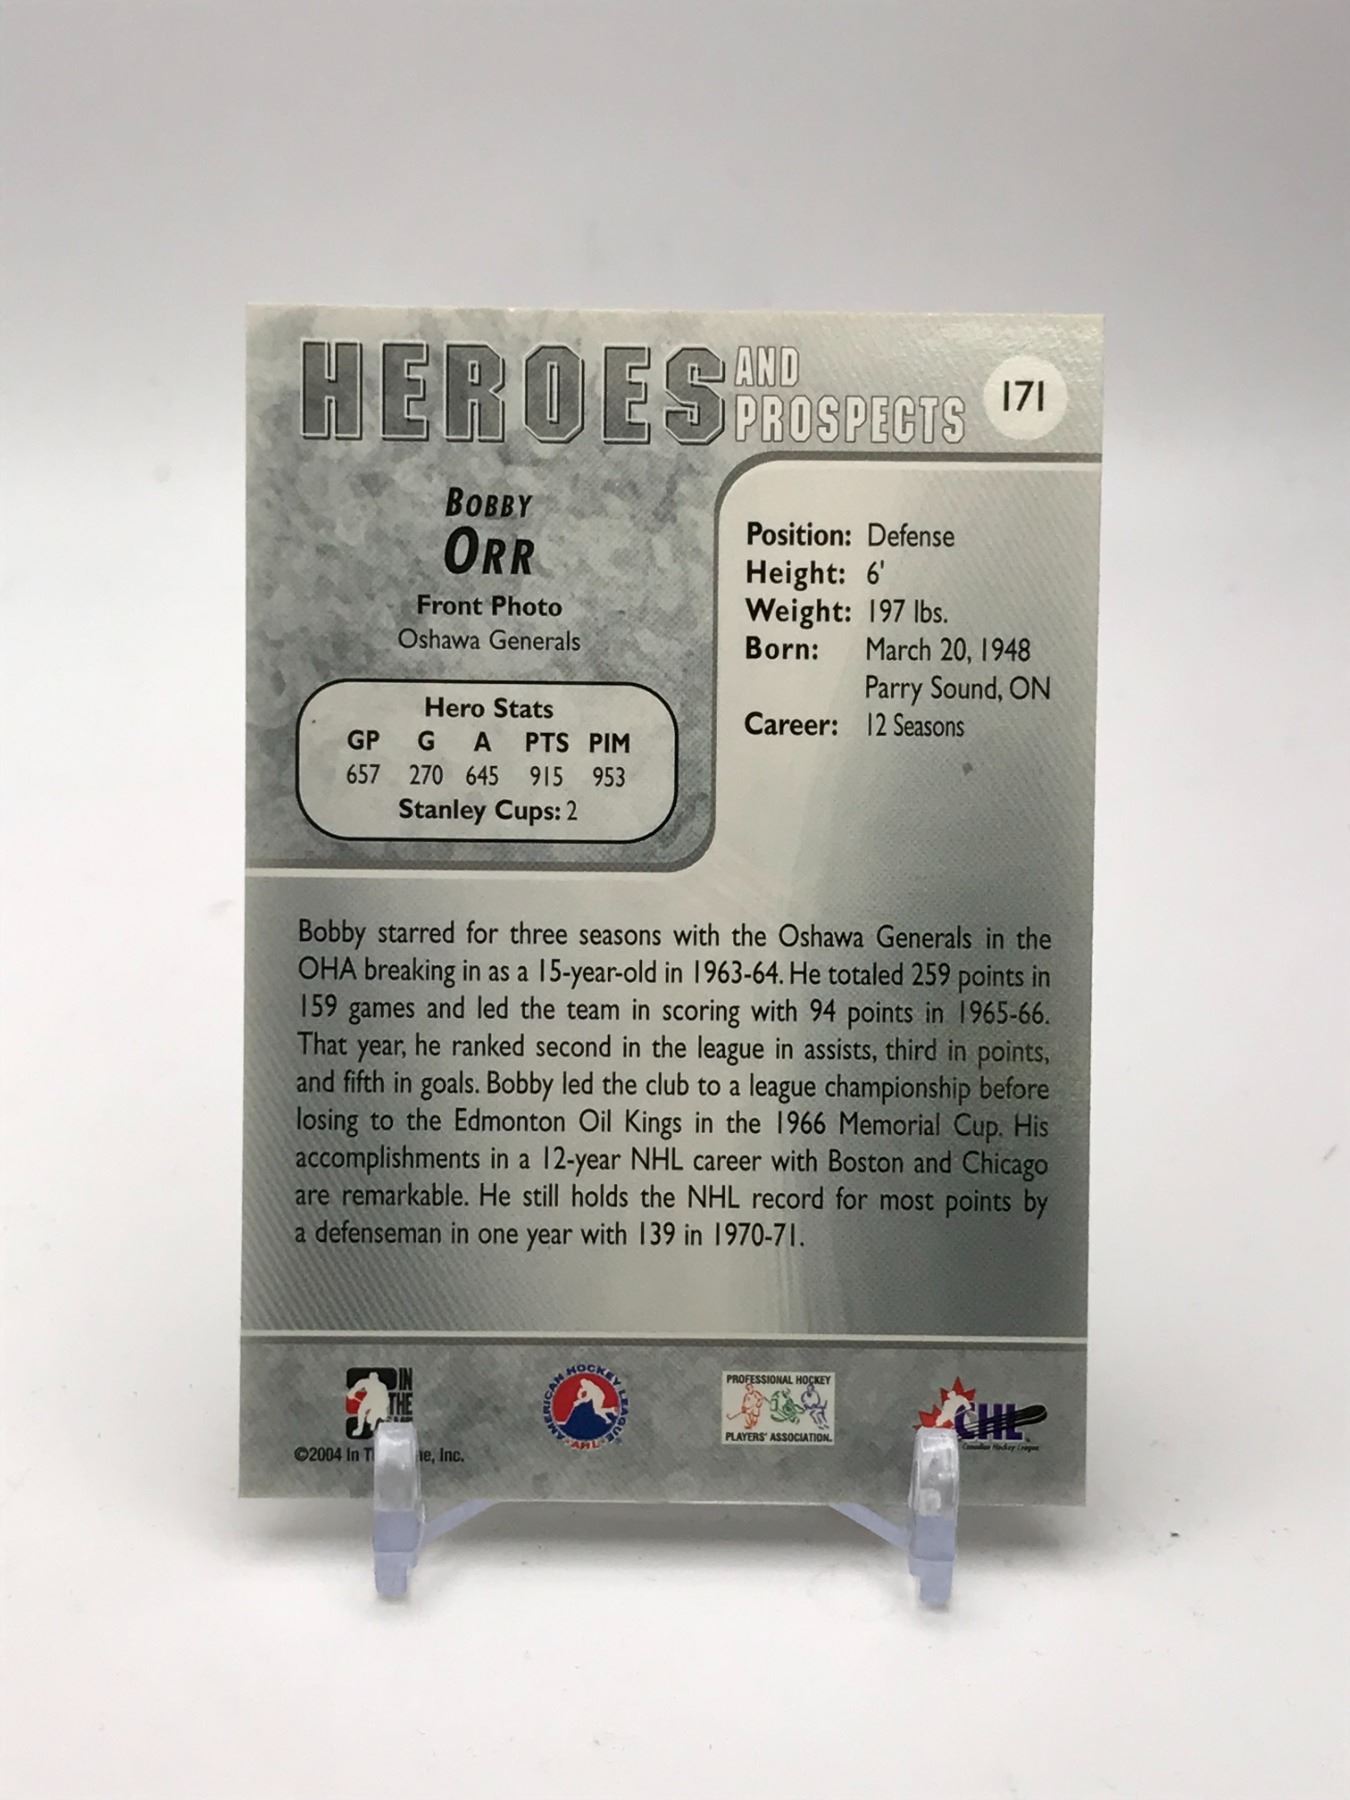 HEROES AND PROSPECTS
171
BOBBY
ORR
Front Photo
Oshawa Generals
Hero Stats
GP G A PTS PIM
657 270 645 915 953
Stanley Cups: 2
Position: Defense
Height: 6'
Weight: 197 lbs.
Born: March 20, 1948
Parry Sound, ON
Career: 12 Seasons
Bobby starred for three seasons with the Oshawa Generals in the
OHA breaking in as a 15-year-old in 1963-64. He totaled 259 points in
159 games and led the team in scoring with 94 points in 1965-66.
That year, he ranked second in the league in assists, third in points,
and fifth in goals. Bobby led the club to a league championship before
losing to the Edmonton Oil Kings in the 1966 Memorial Cup. His
accomplishments in a 12-year NHL career with Boston and Chicago
are remarkable. He still holds the NHL record for most points by
a defenseman in one year with 139 in 1970-71.
IN
THE
©2004 In , Inc.
AMERICAN HOCKEY LEAGUE
AHL
PROFESSIONAL HOCKEY
PLAYERS' ASSOCIATION
CHL
Canadian Hockey League